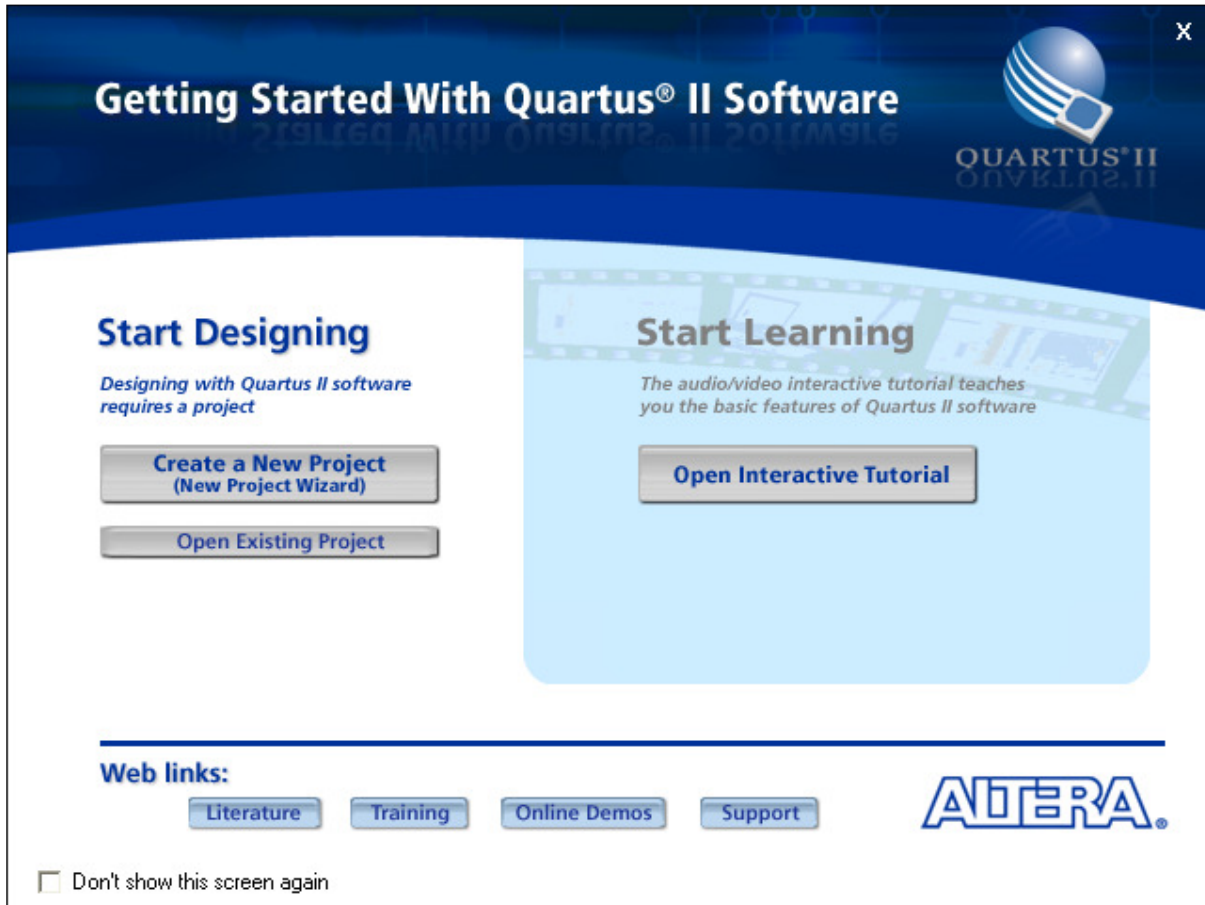 X
Getting Started With Quartus® II Software
QUARTUS® II
Start Designing
Designing with Quartus II software
requires a project
Create a New Project
(New Project Wizard)
Open Existing Project
Start Learning
The audio/video interactive tutorial teaches
you the basic features of Quartus II software
Open Interactive Tutorial
Web links:
Literature
Training
Online Demos
Support
ALTERA®
Don't show this screen again